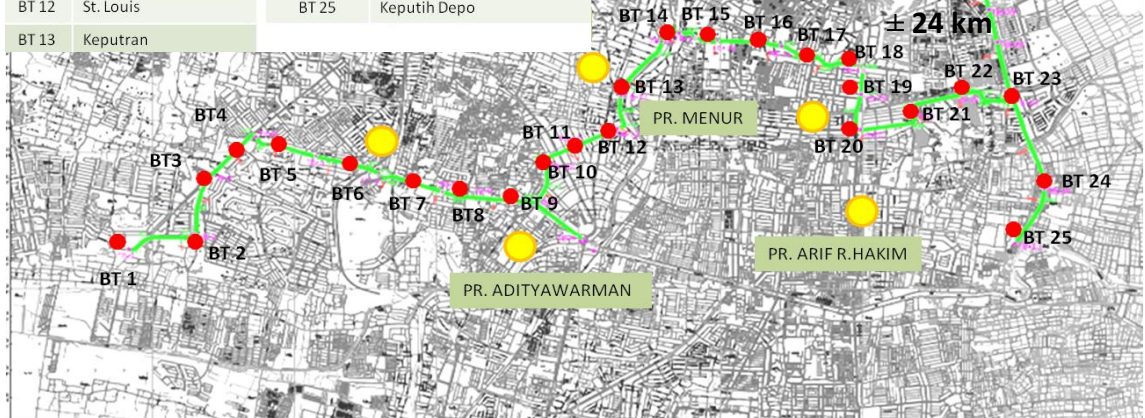 BT 12 St. Louis BT 25 Keputih Depo
BT 13 Keputran
± 24 km
BT 14
BT 15
BT 16
BT 17
BT 18
BT 19
BT 22
BT 23
BT 21
BT 20
BT 13
PR. MENUR
BT 12
BT 11
BT 10
BT4
BT3
BT 5
BT6
BT 7
BT8
BT 9
BT 24
BT 25
BT 2
BT 1
PR. ARIF R.HAKIM
PR. ADITYAWARMAN